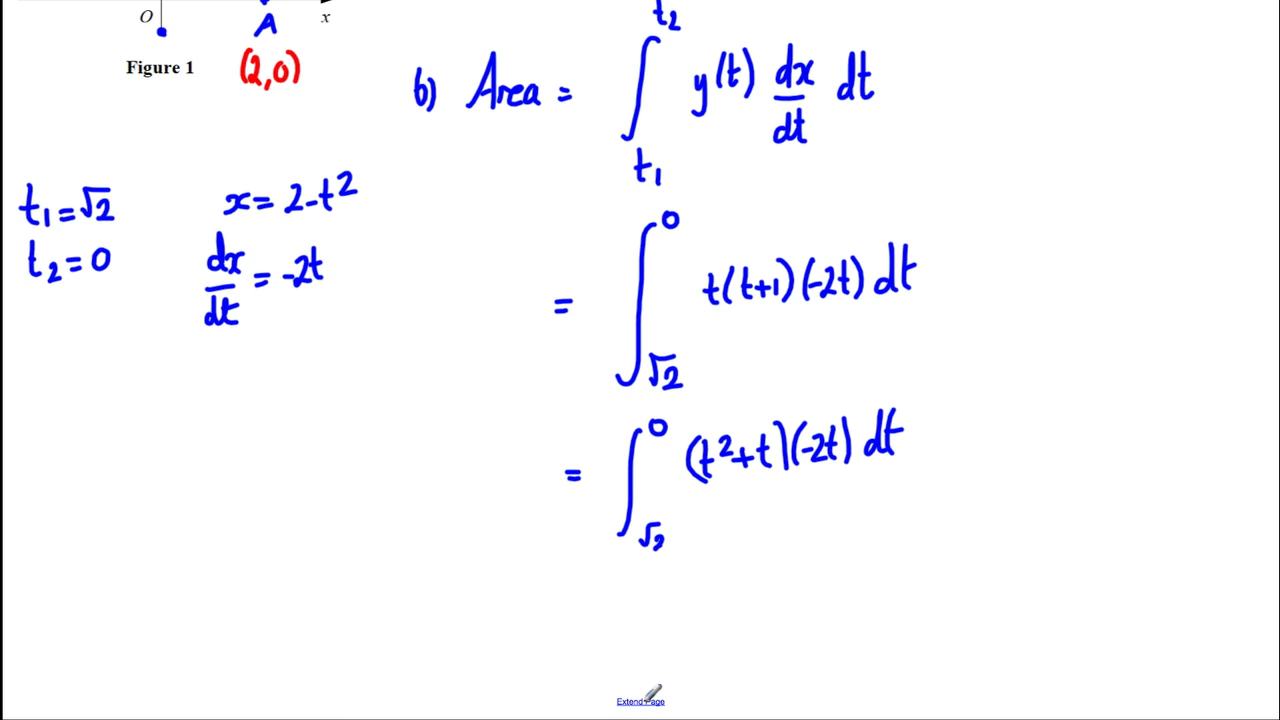 O A x
Figure 1 (2,0)
b) Area = ∫_{t₁}^{t₂} y(t) dx/dt dt
t₁ = √2 x = 2-t²
t₂ = 0 dx/dt = -2t
= ∫_{√2}^{0} t(t+1)(-2t) dt
= ∫_{√2}^{0} (t²+t)(-2t) dt
Extend Page